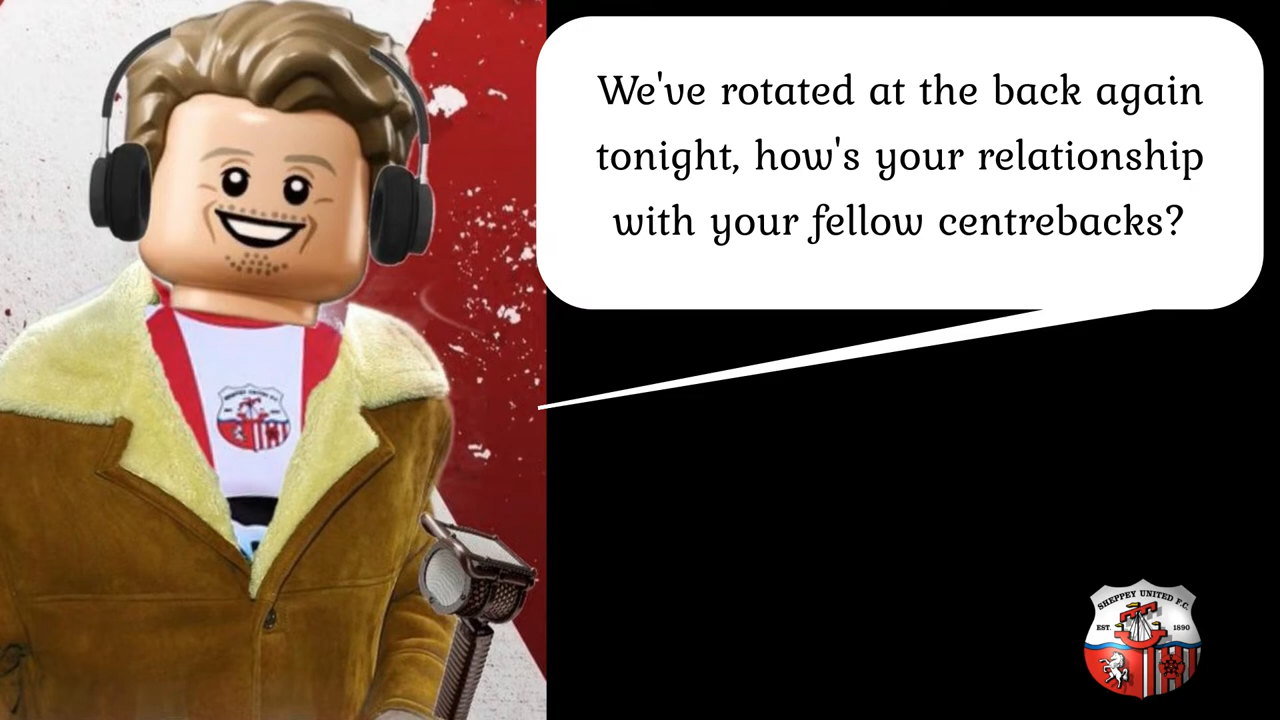 We've rotated at the back again
tonight, how's your relationship
with your fellow centrebacks?
SHEPPEY UNITED F.C.
EST. 1890